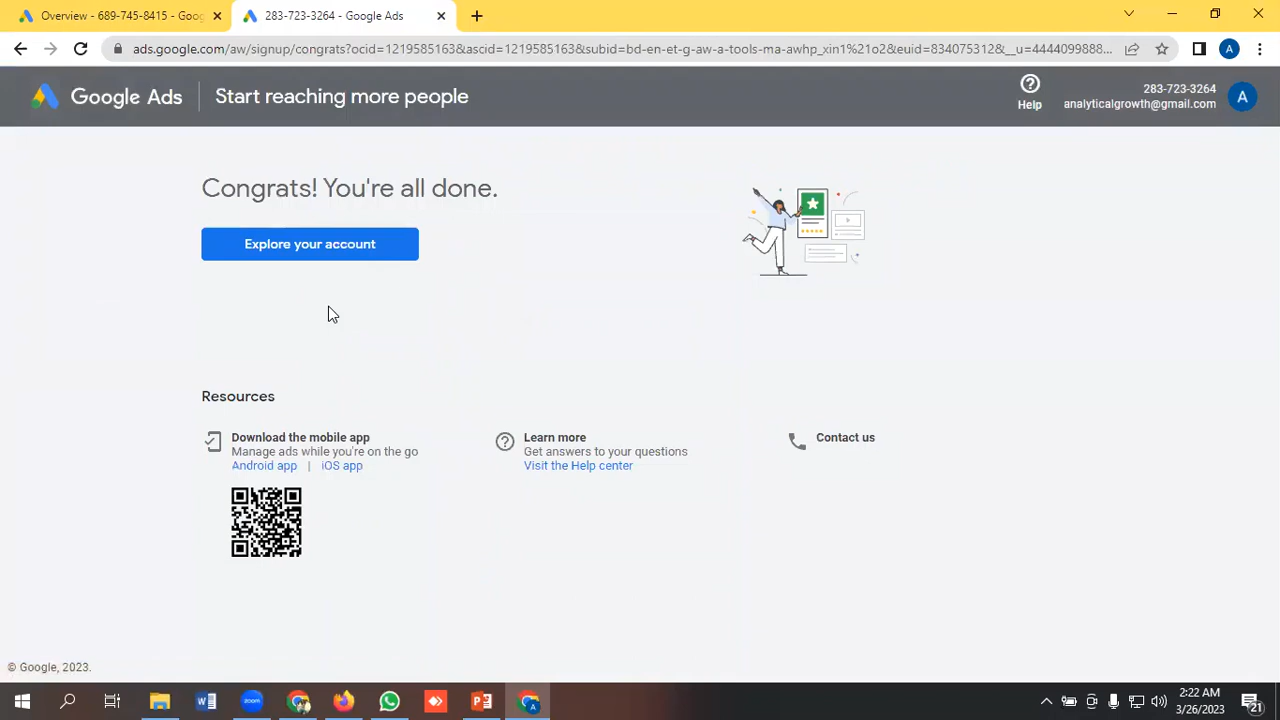 Overview - 689-745-8415 - Goog
283-723-3264 - Google Ads
ads.google.com/aw/signup/congrats?ocid=1219585163&ascid=1219585163&subid=bd-en-et-g-aw-a-tools-ma-awhp_xin1%21o2&euid=834075312&__u=4444099888...
A
Google Ads
Start reaching more people
Help
283-723-3264
analyticalgrowth@gmail.com
A
Congrats! You're all done.
Explore your account
Resources
Download the mobile app
Manage ads while you're on the go
Android app | iOS app
Learn more
Get answers to your questions
Visit the Help center
Contact us
© Google, 2023.
zoom
A
2:22 AM
3/26/2023
21